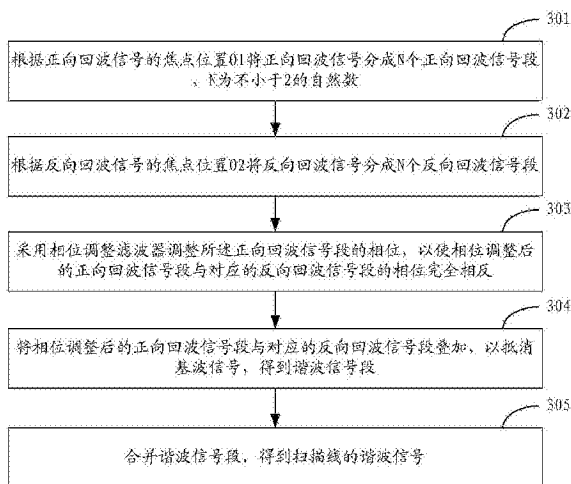 301
根据正向回波信号的焦点位置O1将正向回波信号分成N个正向回波信号段
、N为不小于2的自然数
302
根据反向回波信号的焦点位置O2将反向回波信号分成N个反向回波信号段
303
采用相位调整滤波器调整所述正向回波信号段的相位，以使相位调整后
的正向回波信号段与对应的反向回波信号段的相位完全相反
304
将相位调整后的正向回波信号段与对应的反向回波信号段叠加，以抵消
基波信号，得到谐波信号段
305
合并谐波信号段，得到扫描线的谐波信号